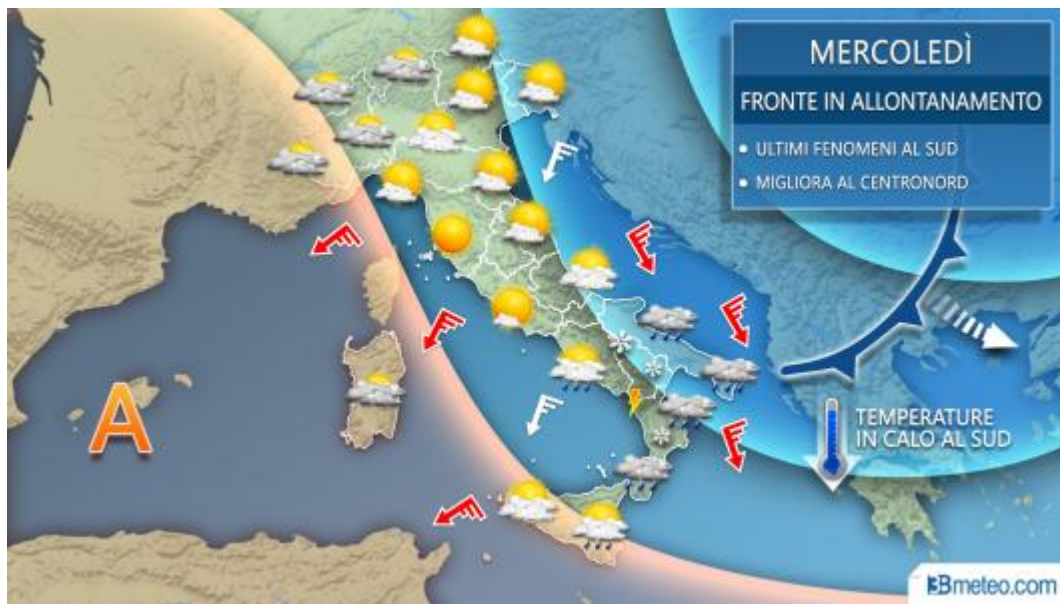 MERCOLEDÌ
FRONTE IN ALLONTANAMENTO
• ULTIMI FENOMENI AL SUD
• MIGLIORA AL CENTRONORD
A
TEMPERATURE
IN CALO AL SUD
3Bmeteo.com